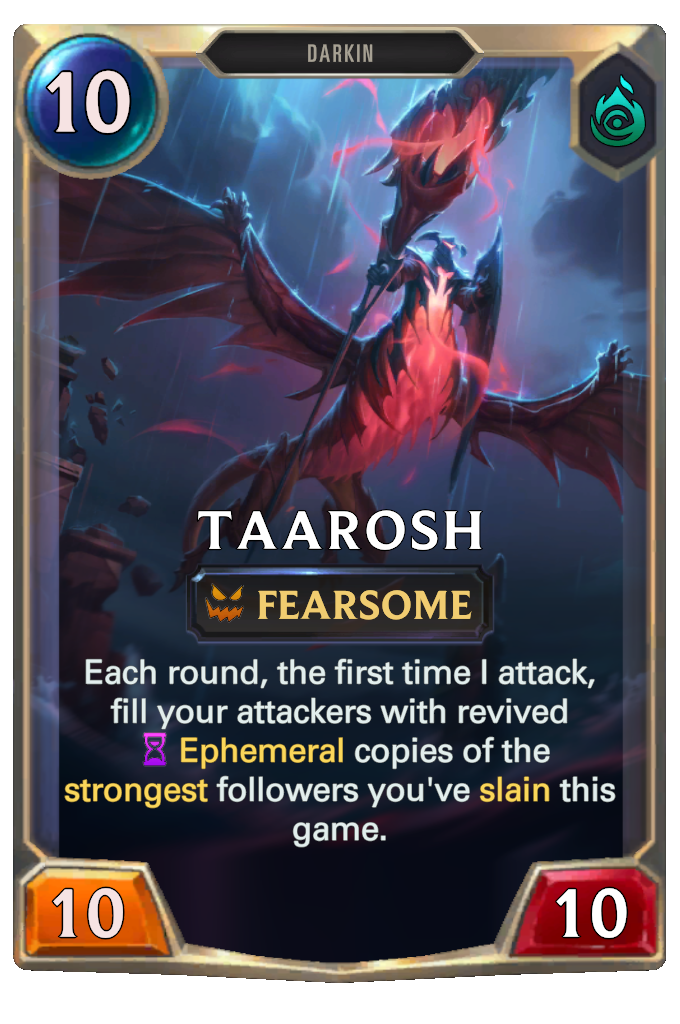 DARKIN
10
TAAROSH
FEARSOME
Each round, the first time I attack,
fill your attackers with revived
Ephemeral copies of the
strongest followers you've slain this
game.
10
10